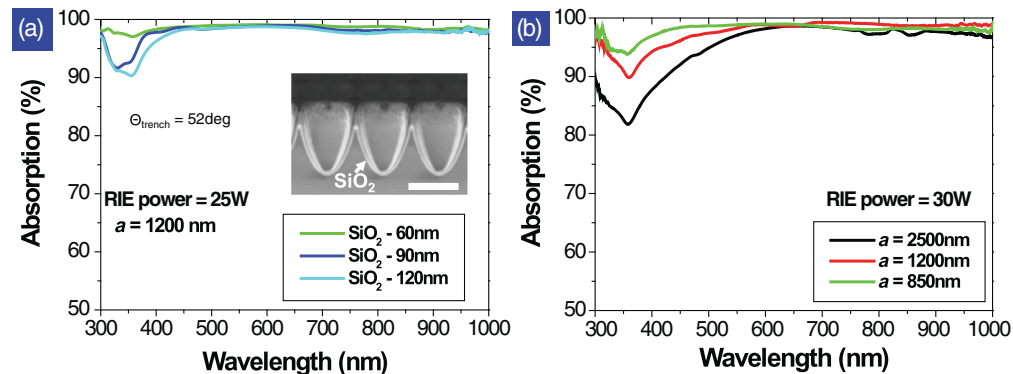 (a)
100
90
80
70
60
50
Absorption (%)
Θtrench = 52deg
SiO2
RIE power = 25W
a = 1200 nm
SiO2 - 60nm
SiO2 - 90nm
SiO2 - 120nm
300 400 500 600 700 800 900 1000
Wavelength (nm)
(b)
100
90
80
70
60
50
Absorption (%)
RIE power = 30W
a = 2500nm
a = 1200nm
a = 850nm
300 400 500 600 700 800 900 1000
Wavelength (nm)